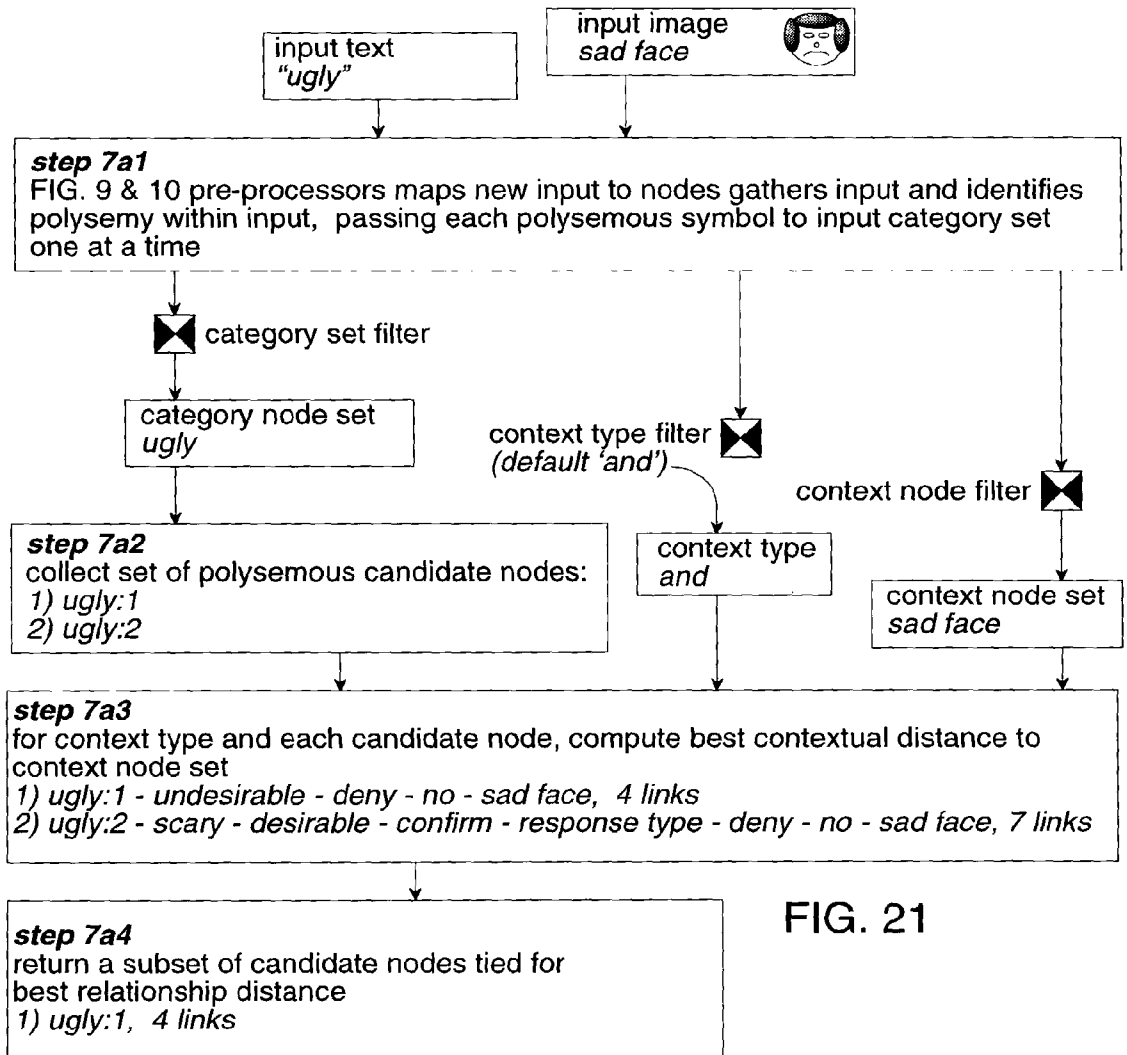 input text
“ugly”
input image
sad face
step 7a1
FIG. 9 & 10 pre-processors maps new input to nodes gathers input and identifies
polysemy within input, passing each polysemous symbol to input category set
one at a time
category set filter
category node set
ugly
context type filter
(default 'and')
context node filter
step 7a2
collect set of polysemous candidate nodes:
1) ugly:1
2) ugly:2
context type
and
context node set
sad face
step 7a3
for context type and each candidate node, compute best contextual distance to
context node set
1) ugly:1 - undesirable - deny - no - sad face, 4 links
2) ugly:2 - scary - desirable - confirm - response type - deny - no - sad face, 7 links
FIG. 21
step 7a4
return a subset of candidate nodes tied for
best relationship distance
1) ugly:1, 4 links